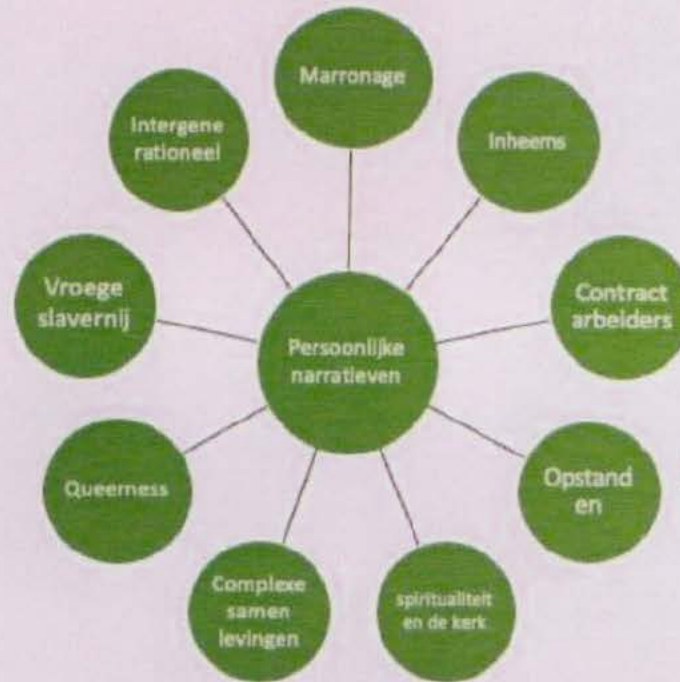 Marronage
Inheems
Contract
arbeiders
Opstand
en
spiritualiteit
en de kerk
Complexe
samen
levingen
Queerness
Vroege
slavernij
Intergene
rationeel
Persoonlijke
narratieven